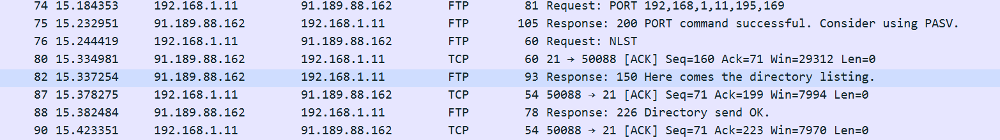 74 15.184353 192.168.1.11 91.189.88.162 FTP 81 Request: PORT 192,168,1,11,195,169
75 15.232951 91.189.88.162 192.168.1.11 FTP 105 Response: 200 PORT command successful. Consider using PASV.
76 15.244419 192.168.1.11 91.189.88.162 FTP 60 Request: NLST
80 15.334981 91.189.88.162 192.168.1.11 TCP 60 21 → 50088 [ACK] Seq=160 Ack=71 Win=29312 Len=0
82 15.337254 91.189.88.162 192.168.1.11 FTP 93 Response: 150 Here comes the directory listing.
87 15.378275 192.168.1.11 91.189.88.162 TCP 54 50088 → 21 [ACK] Seq=71 Ack=199 Win=7994 Len=0
88 15.382484 91.189.88.162 192.168.1.11 FTP 78 Response: 226 Directory send OK.
90 15.423351 192.168.1.11 91.189.88.162 TCP 54 50088 → 21 [ACK] Seq=71 Ack=223 Win=7970 Len=0